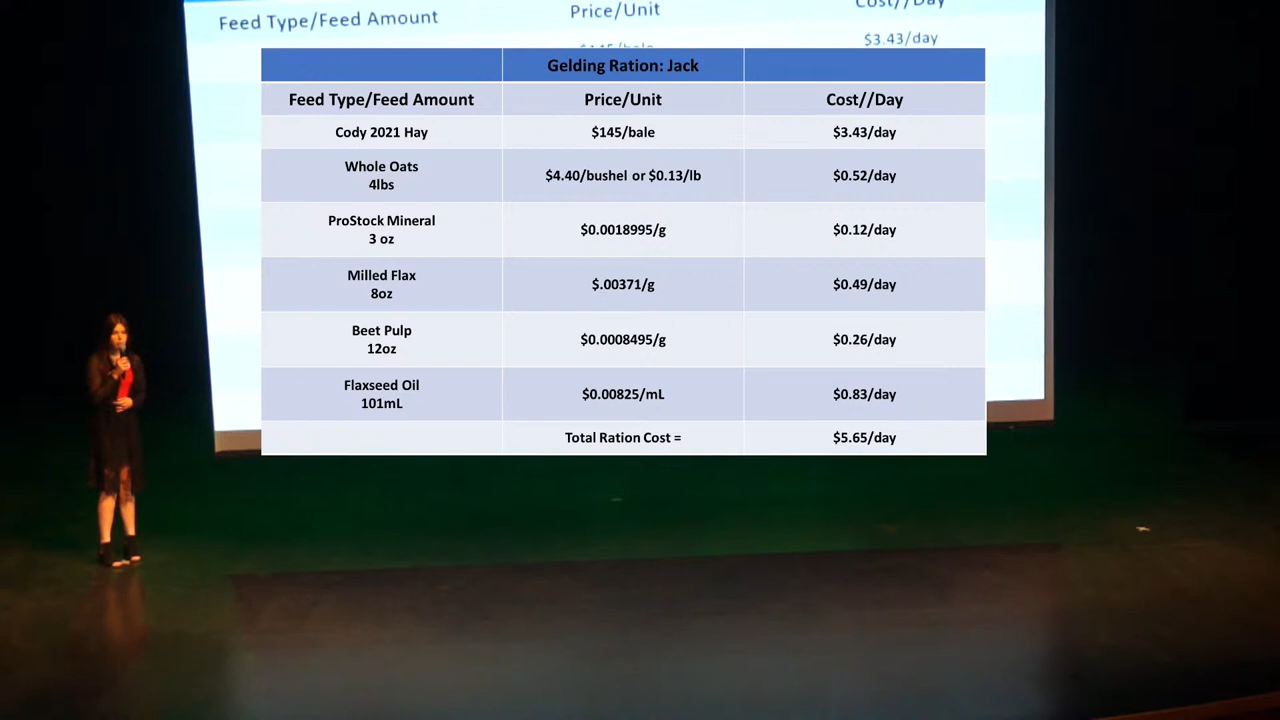 Feed Type/Feed Amount Price/Unit Cost//Day
$145/bale $3.43/day
Gelding Ration: Jack
Feed Type/Feed Amount Price/Unit Cost//Day
Cody 2021 Hay $145/bale $3.43/day
Whole Oats
4lbs $4.40/bushel or $0.13/lb $0.52/day
ProStock Mineral
3 oz $0.0018995/g $0.12/day
Milled Flax
8oz $.00371/g $0.49/day
Beet Pulp
12oz $0.0008495/g $0.26/day
Flaxseed Oil
101mL $0.00825/mL $0.83/day
Total Ration Cost = $5.65/day